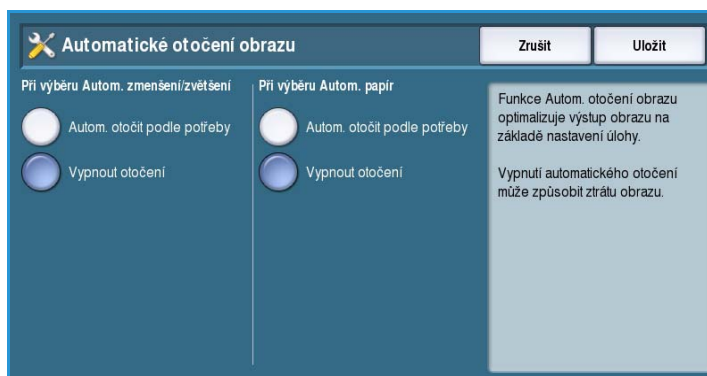 Automatické otočení obrazu
Zrušit
Uložit
Při výběru Autom. zmenšení/zvětšení
Autom. otočit podle potřeby
Vypnout otočení
Při výběru Autom. papír
Autom. otočit podle potřeby
Vypnout otočení
Funkce Autom. otočení obrazu
optimalizuje výstup obrazu na
základě nastavení úlohy.
Vypnutí automatického otočení
může způsobit ztrátu obrazu.